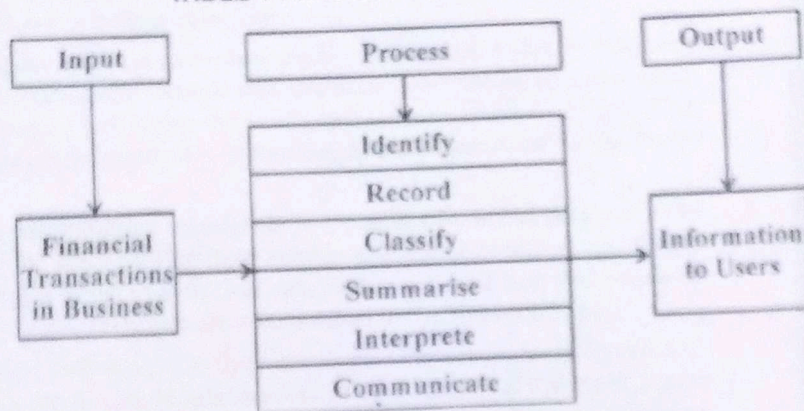 Input
Process
Output
Identify
Record
Classify
Summarise
Interprete
Communicate
Financial
Transactions
in Business
Information
to Users